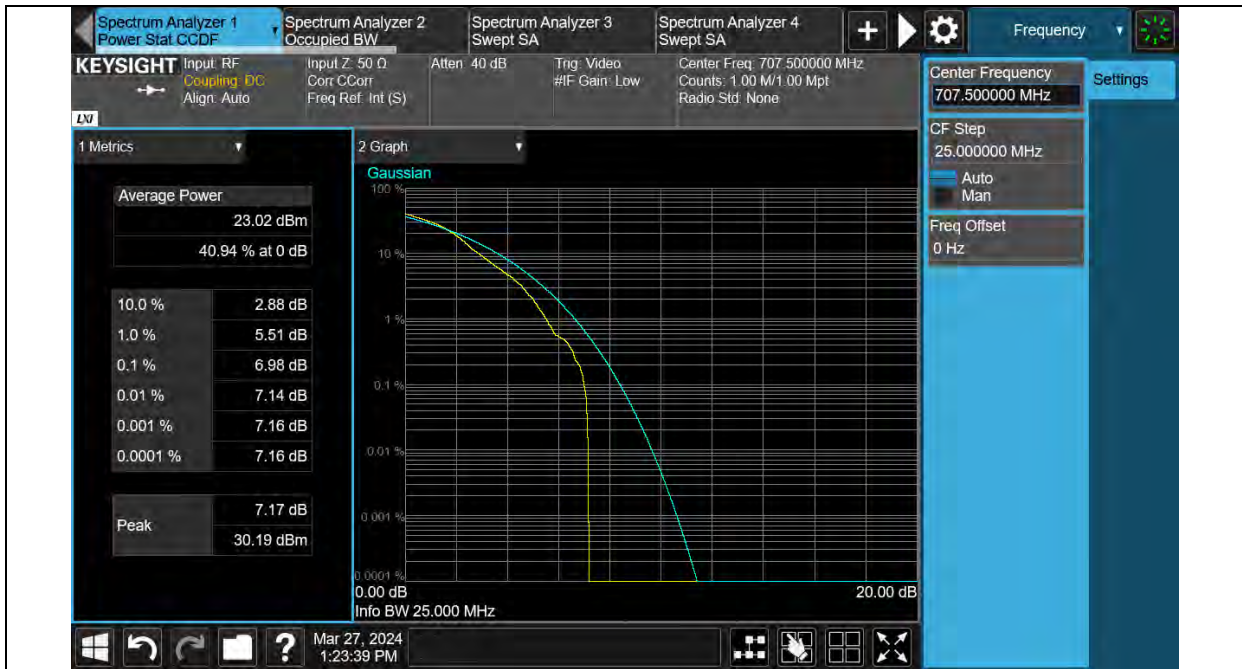 Spectrum Analyzer 1
Power Stat CCDF
Spectrum Analyzer 2
Occupied BW
Spectrum Analyzer 3
Swept SA
Spectrum Analyzer 4
Swept SA
+
Frequency
KEYSIGHT
LXI
Input: RF
Coupling: DC
Align: Auto
Input Z: 50 Ω
Corr CCorr
Freq Ref: Int (S)
Atten: 40 dB
Trig: Video
#IF Gain: Low
Center Freq: 707.500000 MHz
Counts: 1.00 M/1.00 Mpt
Radio Std: None
Center Frequency
707.500000 MHz
Settings
CF Step
25.000000 MHz
Auto
Man
Freq Offset
0 Hz
1 Metrics
Average Power
23.02 dBm
40.94 % at 0 dB
10.0 % 2.88 dB
1.0 % 5.51 dB
0.1 % 6.98 dB
0.01 % 7.14 dB
0.001 % 7.16 dB
0.0001 % 7.16 dB
Peak
7.17 dB
30.19 dBm
2 Graph
Gaussian
100 %
10 %
1 %
0.1 %
0.01 %
0.001 %
0.0001 %
0.00 dB
20.00 dB
Info BW 25.000 MHz
?
Mar 27, 2024
1:23:39 PM